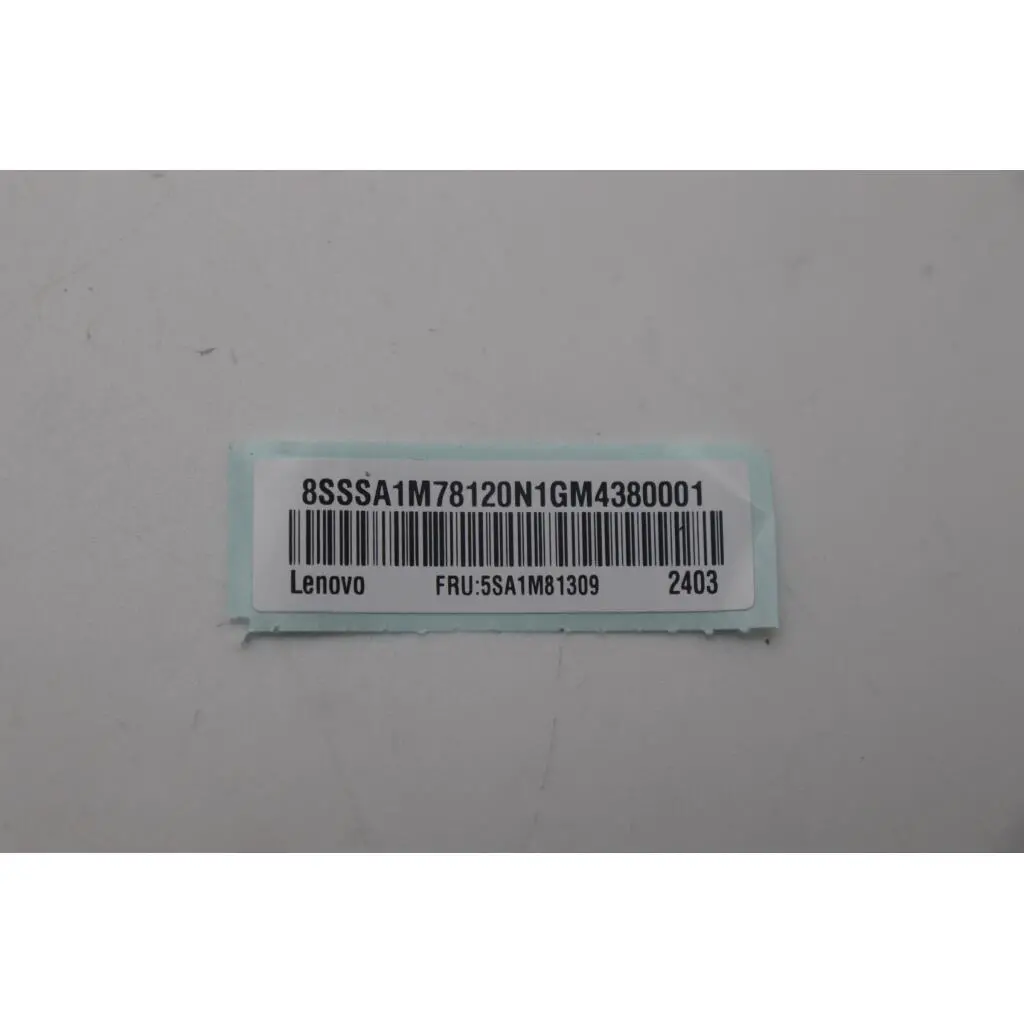 8SSSA1M78120N1GM4380001
Lenovo FRU:5SA1M81309 2403